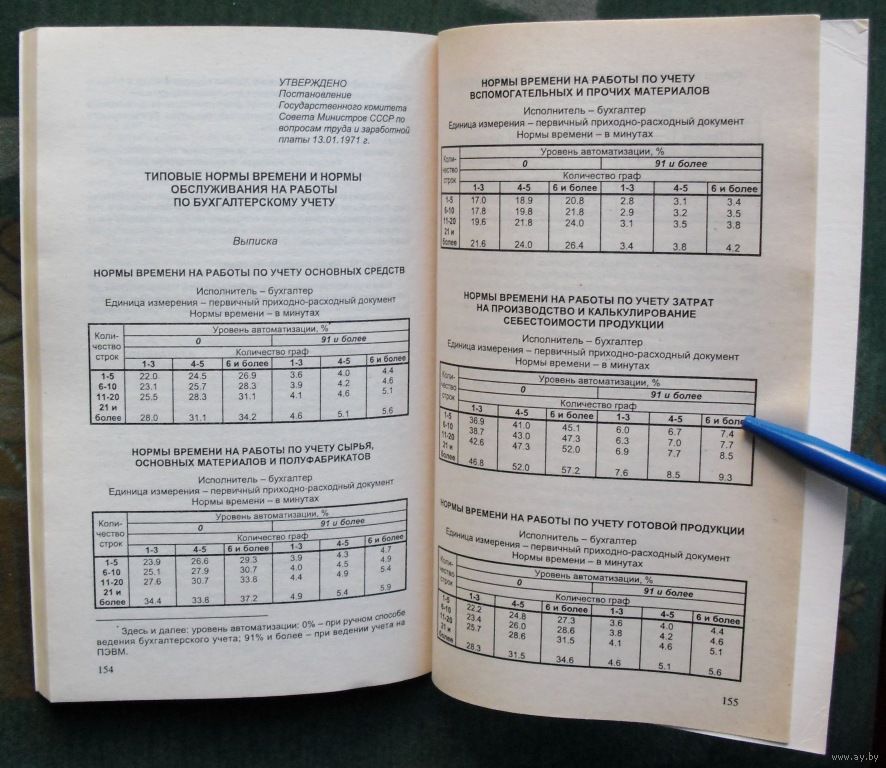 УТВЕРЖДЕНО
Постановление
Государственного комитета
Совета Министров СССР по
вопросам труда и заработной
платы 13.01.1971 г.
ТИПОВЫЕ НОРМЫ ВРЕМЕНИ И НОРМЫ
ОБСЛУЖИВАНИЯ НА РАБОТЫ
ПО БУХГАЛТЕРСКОМУ УЧЕТУ
Выписка
НОРМЫ ВРЕМЕНИ НА РАБОТЫ ПО УЧЕТУ ОСНОВНЫХ СРЕДСТВ
Исполнитель – бухгалтер
Единица измерения – первичный приходно-расходный документ
Нормы времени – в минутах
Коли-
чество
строк
Уровень автоматизации, %
0 91 и более
Количество граф
1-3 4-5 6 и более 1-3 4-5 6 и более
1-5 22.0 24.5 26.9 3.6 4.0 4.4
6-10 23.1 25.7 28.3 3.9 4.2 4.6
11-20 25.5 28.3 31.1 4.1 4.6 5.1
21 и
более 28.0 31.1 34.2 4.6 5.1 5.6
НОРМЫ ВРЕМЕНИ НА РАБОТЫ ПО УЧЕТУ СЫРЬЯ,
ОСНОВНЫХ МАТЕРИАЛОВ И ПОЛУФАБРИКАТОВ
Исполнитель – бухгалтер
Единица измерения – первичный приходно-расходный документ
Нормы времени – в минутах
Коли-
чество
строк
Уровень автоматизации, %
0 91 и более
Количество граф
1-3 4-5 6 и более 1-3 4-5 6 и более
1-5 23.9 26.6 29.3 3.9 4.3 4.7
6-10 25.1 27.9 30.7 4.0 4.5 4.9
11-20 27.6 30.7 33.8 4.4 4.9 5.4
21 и
более 34.4 33.8 37.2 4.9 5.4 5.9
* Здесь и далее: уровень автоматизации: 0% – при ручном способе
ведения бухгалтерского учета; 91% и более – при ведении учета на
ПЭВМ.
154
НОРМЫ ВРЕМЕНИ НА РАБОТЫ ПО УЧЕТУ
ВСПОМОГАТЕЛЬНЫХ И ПРОЧИХ МАТЕРИАЛОВ
Исполнитель – бухгалтер
Единица измерения – первичный приходно-расходный документ
Нормы времени – в минутах
Коли-
чество
строк
Уровень автоматизации, %
0 91 и более
Количество граф
1-3 4-5 6 и более 1-3 4-5 6 и более
1-5 17.0 18.9 20.8 2.8 3.1 3.4
6-10 17.8 19.8 21.8 2.9 3.2 3.5
11-20 19.6 21.8 24.0 3.1 3.5 3.8
21 и
более 21.6 24.0 26.4 3.4 3.8 4.2
НОРМЫ ВРЕМЕНИ НА РАБОТЫ ПО УЧЕТУ ЗАТРАТ
НА ПРОИЗВОДСТВО И КАЛЬКУЛИРОВАНИЕ
СЕБЕСТОИМОСТИ ПРОДУКЦИИ
Исполнитель – бухгалтер
Единица измерения – первичный приходно-расходный документ
Нормы времени – в минутах
Коли-
чество
строк
Уровень автоматизации, %
0 91 и более
Количество граф
1-3 4-5 6 и более 1-3 4-5 6 и более
1-5 36.9 41.0 45.1 6.0 6.7 7.4
6-10 38.7 43.0 47.3 6.3 7.0 7.7
11-20 42.6 47.3 52.0 6.9 7.7 8.5
21 и
более 46.8 52.0 57.2 7.6 8.5 9.3
НОРМЫ ВРЕМЕНИ НА РАБОТЫ ПО УЧЕТУ ГОТОВОЙ ПРОДУКЦИИ
Исполнитель – бухгалтер
Единица измерения – первичный приходно-расходный документ
Нормы времени – в минутах
Коли-
чество
строк
Уровень автоматизации, %
0 91 и более
Количество граф
1-3 4-5 6 и более 1-3 4-5 6 и более
1-5 22.2 24.8 27.3 3.6 4.0 4.4
6-10 23.4 26.0 28.6 3.8 4.2 4.6
11-20 25.7 28.6 31.5 4.1 4.6 5.1
21 и
более 28.3 31.5 34.6 4.6 5.1 5.6
155
www.ay.by